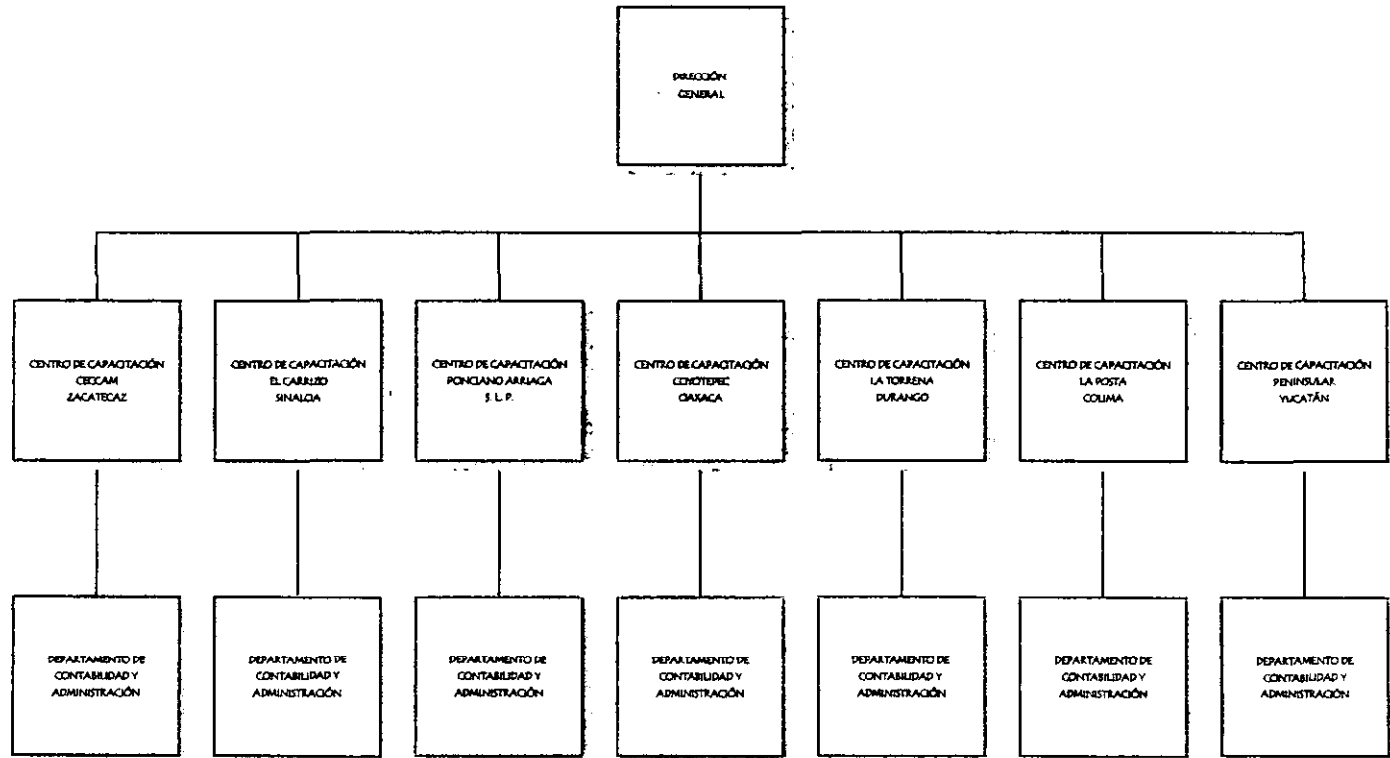 DIRECCIÓN
GENERAL
CENTRO DE CAPACITACIÓN
CECCAM
ZACATECAZ
CENTRO DE CAPACITACIÓN
EL CARRIZO
SINALOA
CENTRO DE CAPACITACIÓN
PONCIANO ARRIAGA
S. L. P.
CENTRO DE CAPACITACIÓN
OAXACA
CENTRO DE CAPACITACIÓN
LA TORRENA
DURANGO
CENTRO DE CAPACITACIÓN
LA POSTA
COLIMA
CENTRO DE CAPACITACIÓN
PENINSULAR
YUCATÁN
DEPARTAMENTO DE
CONTABILIDAD Y
ADMINISTRACIÓN
DEPARTAMENTO DE
CONTABILIDAD Y
ADMINISTRACIÓN
DEPARTAMENTO DE
CONTABILIDAD Y
ADMINISTRACIÓN
DEPARTAMENTO DE
CONTABILIDAD Y
ADMINISTRACIÓN
DEPARTAMENTO DE
CONTABILIDAD Y
ADMINISTRACIÓN
DEPARTAMENTO DE
CONTABILIDAD Y
ADMINISTRACIÓN
DEPARTAMENTO DE
CONTABILIDAD Y
ADMINISTRACIÓN